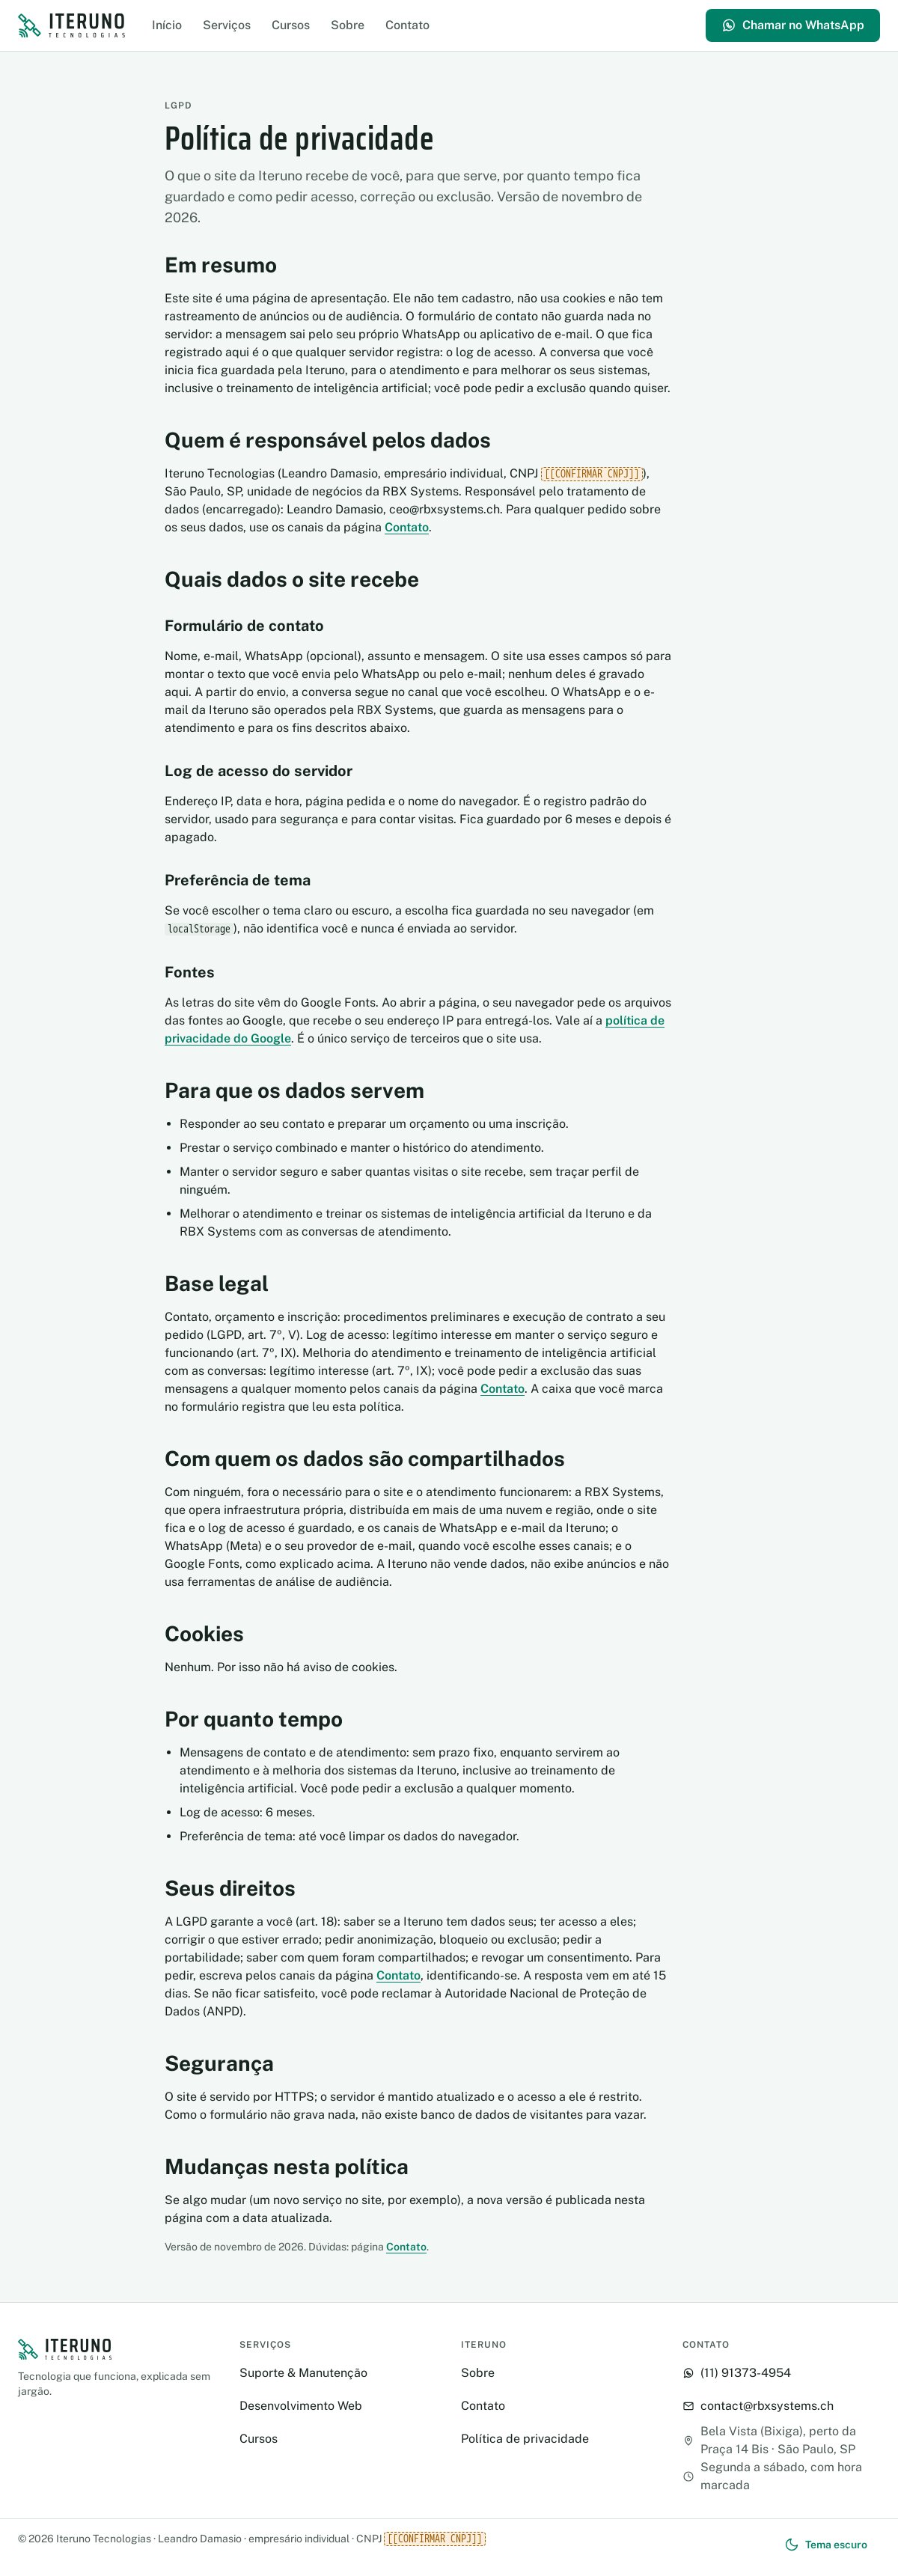 ITERUNO
TECNOLOGIAS
Início
Serviços
Cursos
Sobre
Contato
Chamar no WhatsApp
LGPD
Política de privacidade
O que o site da Iteruno recebe de você, para que serve, por quanto tempo fica
guardado e como pedir acesso, correção ou exclusão. Versão de novembro de
2026.
Em resumo
Este site é uma página de apresentação. Ele não tem cadastro, não usa cookies e não tem
rastreamento de anúncios ou de audiência. O formulário de contato não guarda nada no
servidor: a mensagem sai pelo seu próprio WhatsApp ou aplicativo de e-mail. O que fica
registrado aqui é o que qualquer servidor registra: o log de acesso. A conversa que você
inicia fica guardada pela Iteruno, para o atendimento e para melhorar os seus sistemas,
inclusive o treinamento de inteligência artificial; você pode pedir a exclusão quando quiser.
Quem é responsável pelos dados
Iteruno Tecnologias (Leandro Damasio, empresário individual, CNPJ [[CONFIRMAR CNPJ]]),
São Paulo, SP, unidade de negócios da RBX Systems. Responsável pelo tratamento de
dados (encarregado): Leandro Damasio, ceo@rbxsystems.ch. Para qualquer pedido sobre
os seus dados, use os canais da página Contato.
Quais dados o site recebe
Formulário de contato
Nome, e-mail, WhatsApp (opcional), assunto e mensagem. O site usa esses campos só para
montar o texto que você envia pelo WhatsApp ou pelo e-mail; nenhum deles é gravado
aqui. A partir do envio, a conversa segue no canal que você escolheu. O WhatsApp e o e-
mail da Iteruno são operados pela RBX Systems, que guarda as mensagens para o
atendimento e para os fins descritos abaixo.
Log de acesso do servidor
Endereço IP, data e hora, página pedida e o nome do navegador. É o registro padrão do
servidor, usado para segurança e para contar visitas. Fica guardado por 6 meses e depois é
apagado.
Preferência de tema
Se você escolher o tema claro ou escuro, a escolha fica guardada no seu navegador (em
localStorage), não identifica você e nunca é enviada ao servidor.
Fontes
As letras do site vêm do Google Fonts. Ao abrir a página, o seu navegador pede os arquivos
das fontes ao Google, que recebe o seu endereço IP para entregá-los. Vale aí a política de
privacidade do Google. É o único serviço de terceiros que o site usa.
Para que os dados servem
• Responder ao seu contato e preparar um orçamento ou uma inscrição.
• Prestar o serviço combinado e manter o histórico do atendimento.
• Manter o servidor seguro e saber quantas visitas o site recebe, sem traçar perfil de
ninguém.
• Melhorar o atendimento e treinar os sistemas de inteligência artificial da Iteruno e da
RBX Systems com as conversas de atendimento.
Base legal
Contato, orçamento e inscrição: procedimentos preliminares e execução de contrato a seu
pedido (LGPD, art. 7º, V). Log de acesso: legítimo interesse em manter o serviço seguro e
funcionando (art. 7º, IX). Melhoria do atendimento e treinamento de inteligência artificial
com as conversas: legítimo interesse (art. 7º, IX); você pode pedir a exclusão das suas
mensagens a qualquer momento pelos canais da página Contato. A caixa que você marca
no formulário registra que leu esta política.
Com quem os dados são compartilhados
Com ninguém, fora o necessário para o site e o atendimento funcionarem: a RBX Systems,
que opera infraestrutura própria, distribuída em mais de uma nuvem e região, onde o site
fica e o log de acesso é guardado, e os canais de WhatsApp e e-mail da Iteruno; o
WhatsApp (Meta) e o seu provedor de e-mail, quando você escolhe esses canais; e o
Google Fonts, como explicado acima. A Iteruno não vende dados, não exibe anúncios e não
usa ferramentas de análise de audiência.
Cookies
Nenhum. Por isso não há aviso de cookies.
Por quanto tempo
• Mensagens de contato e de atendimento: sem prazo fixo, enquanto servirem ao
atendimento e à melhoria dos sistemas da Iteruno, inclusive ao treinamento de
inteligência artificial. Você pode pedir a exclusão a qualquer momento.
• Log de acesso: 6 meses.
• Preferência de tema: até você limpar os dados do navegador.
Seus direitos
A LGPD garante a você (art. 18): saber se a Iteruno tem dados seus; ter acesso a eles;
corrigir o que estiver errado; pedir anonimização, bloqueio ou exclusão; pedir a
portabilidade; saber com quem foram compartilhados; e revogar um consentimento. Para
pedir, escreva pelos canais da página Contato, identificando-se. A resposta vem em até 15
dias. Se não ficar satisfeito, você pode reclamar à Autoridade Nacional de Proteção de
Dados (ANPD).
Segurança
O site é servido por HTTPS; o servidor é mantido atualizado e o acesso a ele é restrito.
Como o formulário não grava nada, não existe banco de dados de visitantes para vazar.
Mudanças nesta política
Se algo mudar (um novo serviço no site, por exemplo), a nova versão é publicada nesta
página com a data atualizada.
Versão de novembro de 2026. Dúvidas: página Contato.
ITERUNO
TECNOLOGIAS
Tecnologia que funciona, explicada sem
jargão.
SERVIÇOS
Suporte & Manutenção
Desenvolvimento Web
Cursos
ITERUNO
Sobre
Contato
Política de privacidade
CONTATO
(11) 91373-4954
contact@rbxsystems.ch
Bela Vista (Bixiga), perto da
Praça 14 Bis · São Paulo, SP
Segunda a sábado, com hora
marcada
© 2026 Iteruno Tecnologias · Leandro Damasio · empresário individual · CNPJ [[CONFIRMAR CNPJ]]
Tema escuro